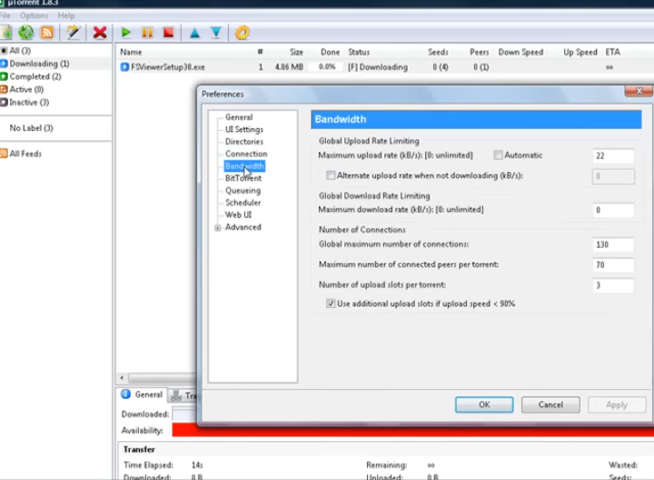 µTorrent 1.8.3
File Options Help
Name # Size Done Status Seeds Peers Down Speed Up Speed ETA
FSViewerSetup38.exe 1 4.86 MB 0.0% [F] Downloading 0 (4) 0 (1) ∞
All (3)
Downloading (1)
Completed (2)
Active (0)
Inactive (3)
No Label (3)
All Feeds
Preferences
General
UI Settings
Directories
Connection
Bandwidth
BitTorrent
Queueing
Scheduler
Web UI
Advanced
Bandwidth
Global Upload Rate Limiting
Maximum upload rate (kB/s): [0: unlimited] Automatic 22
Alternate upload rate when not downloading (kB/s): 0
Global Download Rate Limiting
Maximum download rate (kB/s): [0: unlimited] 0
Number of Connections
Global maximum number of connections: 130
Maximum number of connected peers per torrent: 70
Number of upload slots per torrent: 3
Use additional upload slots if upload speed < 90%
OK Cancel Apply
General Tra
Downloaded:
Availability:
Transfer
Time Elapsed: 14s Remaining: ∞ Wasted:
Downloaded: 0 B Uploaded: 0 B Seeds: